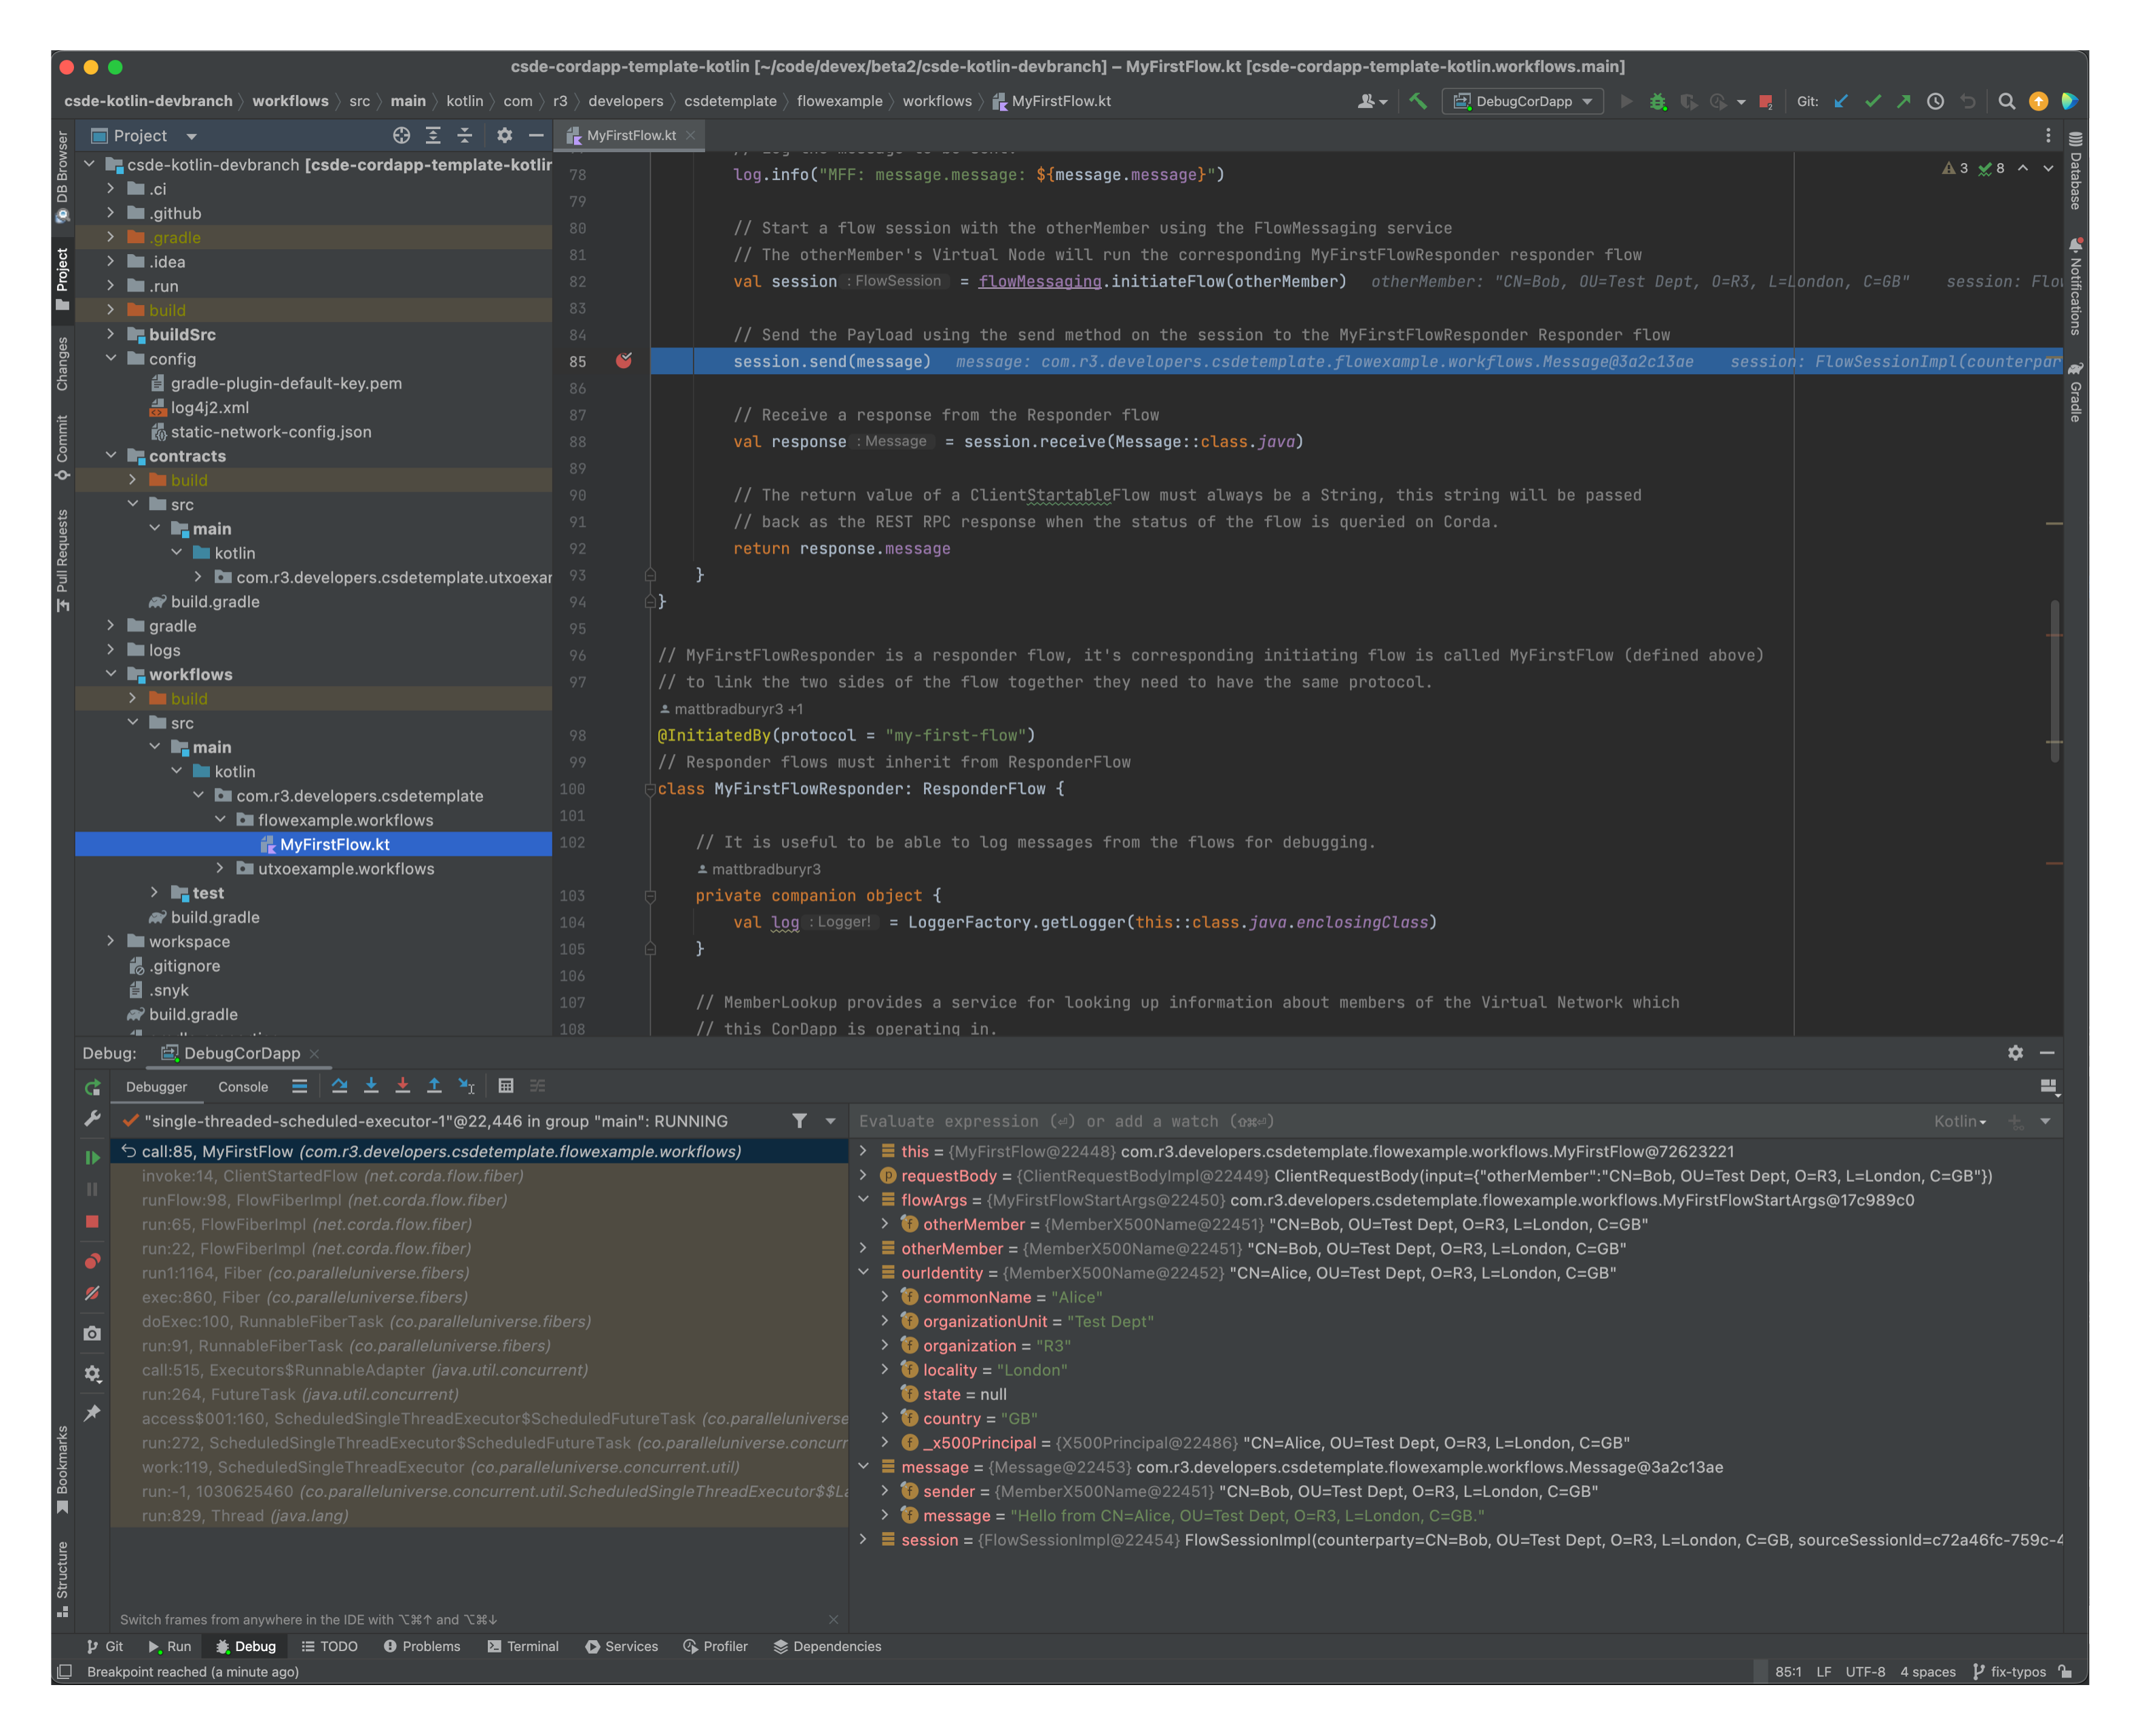 csde-cordapp-template-kotlin [~/code/devex/beta2/csde-kotlin-devbranch] – MyFirstFlow.kt [csde-cordapp-template-kotlin.workflows.main]
csde-kotlin-devbranch workflows src main kotlin com r3 developers csdetemplate flowexample workflows MyFirstFlow.kt
DebugCorDapp
Git:
DB Browser
Project
Changes
Commit
Pull Requests
Bookmarks
Structure
Project
csde-kotlin-devbranch [csde-cordapp-template-kotlin
.ci
.github
.gradle
.idea
.run
build
buildSrc
config
gradle-plugin-default-key.pem
log4j2.xml
static-network-config.json
contracts
build
src
main
kotlin
com.r3.developers.csdetemplate.utxoexar
build.gradle
gradle
logs
workflows
build
src
main
kotlin
com.r3.developers.csdetemplate
flowexample.workflows
MyFirstFlow.kt
utxoexample.workflows
test
build.gradle
workspace
.gitignore
.snyk
build.gradle
MyFirstFlow.kt
3 8
78 log.info("MFF: message.message: ${message.message}")
79
80 // Start a flow session with the otherMember using the FlowMessaging service
81 // The otherMember's Virtual Node will run the corresponding MyFirstFlowResponder responder flow
82 val session : FlowSession = flowMessaging.initiateFlow(otherMember) otherMember: "CN=Bob, OU=Test Dept, O=R3, L=London, C=GB" session: Flo
83
84 // Send the Payload using the send method on the session to the MyFirstFlowResponder Responder flow
85 session.send(message) message: com.r3.developers.csdetemplate.flowexample.workflows.Message@3a2c13ae session: FlowSessionImpl(counterpar
86
87 // Receive a response from the Responder flow
88 val response : Message = session.receive(Message::class.java)
89
90 // The return value of a ClientStartableFlow must always be a String, this string will be passed
91 // back as the REST RPC response when the status of the flow is queried on Corda.
92 return response.message
93 }
94 }
95
96 // MyFirstFlowResponder is a responder flow, it's corresponding initiating flow is called MyFirstFlow (defined above)
97 // to link the two sides of the flow together they need to have the same protocol.
mattbradburyr3 +1
98 @InitiatedBy(protocol = "my-first-flow")
99 // Responder flows must inherit from ResponderFlow
100 class MyFirstFlowResponder: ResponderFlow {
101
102 // It is useful to be able to log messages from the flows for debugging.
mattbradburyr3
103 private companion object {
104 val log : Logger! = LoggerFactory.getLogger(this::class.java.enclosingClass)
105 }
106
107 // MemberLookup provides a service for looking up information about members of the Virtual Network which
108 // this CorDapp is operating in.
Database
Notifications
Gradle
Debug: DebugCorDapp
Debugger Console
"single-threaded-scheduled-executor-1"@22,446 in group "main": RUNNING
call:85, MyFirstFlow (com.r3.developers.csdetemplate.flowexample.workflows)
invoke:14, ClientStartedFlow (net.corda.flow.fiber)
runFlow:98, FlowFiberImpl (net.corda.flow.fiber)
run:65, FlowFiberImpl (net.corda.flow.fiber)
run:22, FlowFiberImpl (net.corda.flow.fiber)
run1:1164, Fiber (co.paralleluniverse.fibers)
exec:860, Fiber (co.paralleluniverse.fibers)
doExec:100, RunnableFiberTask (co.paralleluniverse.fibers)
run:91, RunnableFiberTask (co.paralleluniverse.fibers)
call:515, Executors$RunnableAdapter (java.util.concurrent)
run:264, FutureTask (java.util.concurrent)
access$001:160, ScheduledSingleThreadExecutor$ScheduledFutureTask (co.paralleluniverse
run:272, ScheduledSingleThreadExecutor$ScheduledFutureTask (co.paralleluniverse.concurr
work:119, ScheduledSingleThreadExecutor (co.paralleluniverse.concurrent.util)
run:-1, 1030625460 (co.paralleluniverse.concurrent.util.ScheduledSingleThreadExecutor$$La
run:829, Thread (java.lang)
Switch frames from anywhere in the IDE with ⌥⌘↑ and ⌥⌘↓
Evaluate expression (⏎) or add a watch (⇧⌘⏎)
Kotlin
this = {MyFirstFlow@22448} com.r3.developers.csdetemplate.flowexample.workflows.MyFirstFlow@72623221
requestBody = {ClientRequestBodyImpl@22449} ClientRequestBody(input={"otherMember":"CN=Bob, OU=Test Dept, O=R3, L=London, C=GB"})
flowArgs = {MyFirstFlowStartArgs@22450} com.r3.developers.csdetemplate.flowexample.workflows.MyFirstFlowStartArgs@17c989c0
otherMember = {MemberX500Name@22451} "CN=Bob, OU=Test Dept, O=R3, L=London, C=GB"
otherMember = {MemberX500Name@22451} "CN=Bob, OU=Test Dept, O=R3, L=London, C=GB"
ourIdentity = {MemberX500Name@22452} "CN=Alice, OU=Test Dept, O=R3, L=London, C=GB"
commonName = "Alice"
organizationUnit = "Test Dept"
organization = "R3"
locality = "London"
state = null
country = "GB"
_x500Principal = {X500Principal@22486} "CN=Alice, OU=Test Dept, O=R3, L=London, C=GB"
message = {Message@22453} com.r3.developers.csdetemplate.flowexample.workflows.Message@3a2c13ae
sender = {MemberX500Name@22451} "CN=Bob, OU=Test Dept, O=R3, L=London, C=GB"
message = "Hello from CN=Alice, OU=Test Dept, O=R3, L=London, C=GB."
session = {FlowSessionImpl@22454} FlowSessionImpl(counterparty=CN=Bob, OU=Test Dept, O=R3, L=London, C=GB, sourceSessionId=c72a46fc-759c-4
Git Run Debug TODO Problems Terminal Services Profiler Dependencies
Breakpoint reached (a minute ago)
85:1 LF UTF-8 4 spaces fix-typos